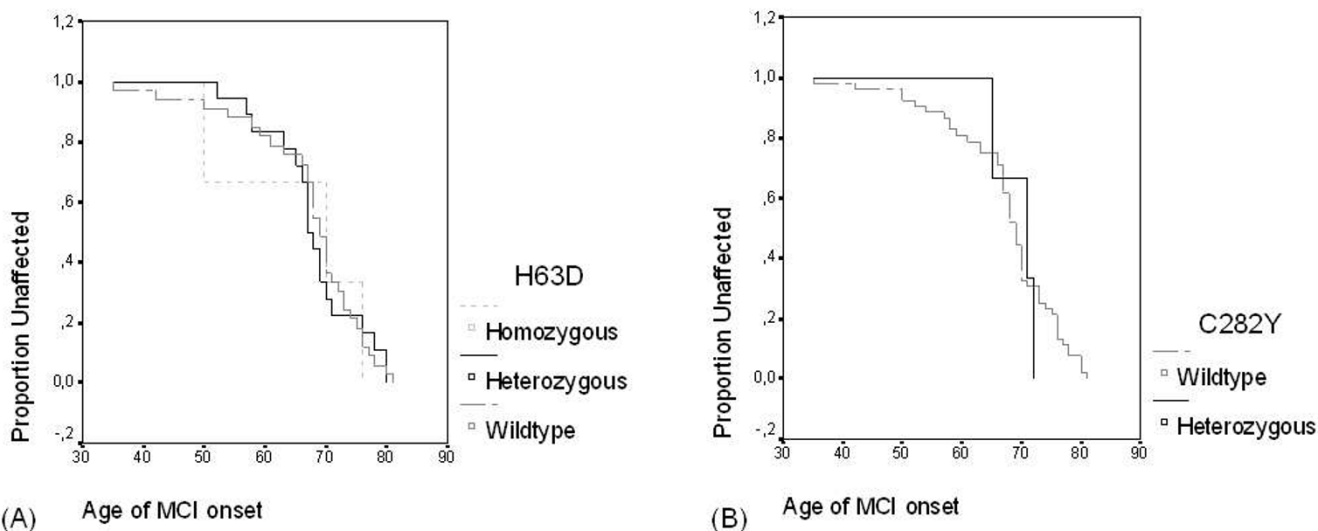 1,2
1,0
,8
,6
,4
,2
0,0
-,2
30 40 50 60 70 80 90
Proportion Unaffected
Age of MCI onset
(A)
H63D
Homozygous
Heterozygous
Wildtype
1,2
1,0
,8
,6
,4
,2
0,0
-,2
30 40 50 60 70 80 90
Proportion Unaffected
Age of MCI onset
(B)
C282Y
Wildtype
Heterozygous